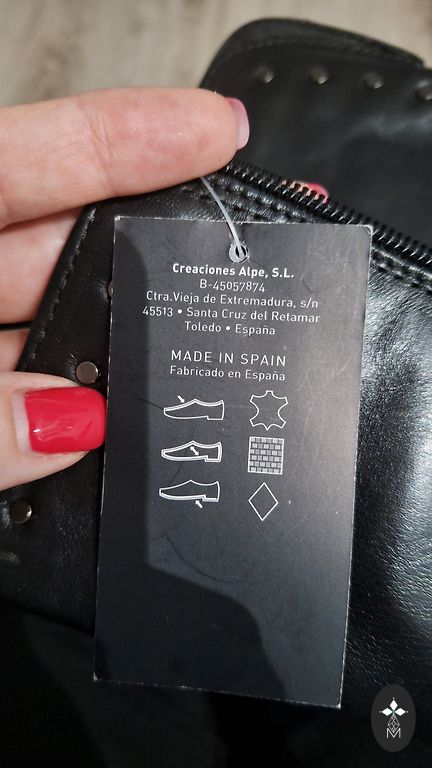 Creaciones Alpe, S.L.
B-45057874
Ctra.Vieja de Extremadura, s/n
45513 • Santa Cruz del Retamar
Toledo • España
MADE IN SPAIN
Fabricado en España
M